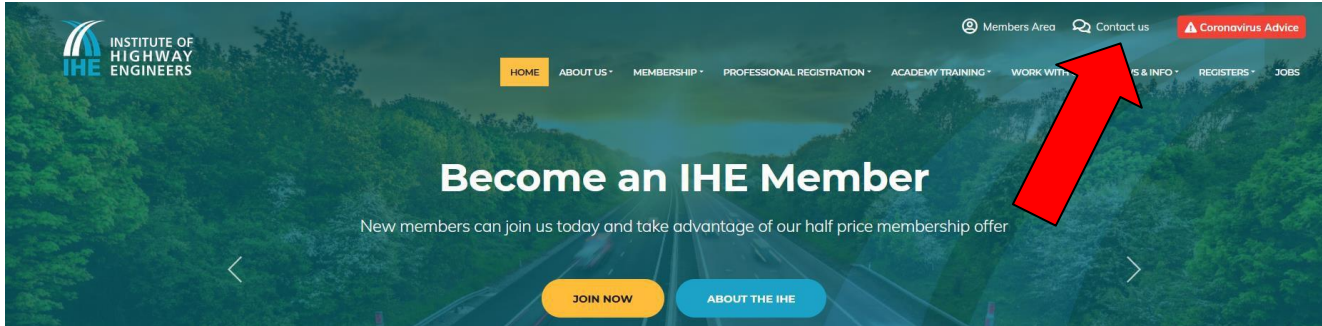 Members Area
Contact us
Coronavirus Advice
INSTITUTE OF
HIGHWAY
IHE ENGINEERS
HOME ABOUT US MEMBERSHIP PROFESSIONAL REGISTRATION ACADEMY TRAINING WORK WITH & INFO REGISTERS JOBS
Become an IHE Member
New members can join us today and take advantage of our half price membership offer
JOIN NOW
ABOUT THE IHE